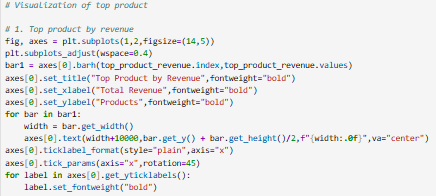 # Visualization of top product
# 1. Top product by revenue
fig, axes = plt.subplots(1,2,figsize=(14,5))
plt.subplots_adjust(wspace=0.4)
bar1 = axes[0].barh(top_product_revenue.index,top_product_revenue.values)
axes[0].set_title("Top Product by Revenue",fontweight="bold")
axes[0].set_xlabel("Total Revenue",fontweight="bold")
axes[0].set_ylabel("Products",fontweight="bold")
for bar in bar1:
    width = bar.get_width()
    axes[0].text(width+10000,bar.get_y() + bar.get_height()/2,f"{width:.0f}",va="center")
axes[0].ticklabel_format(style="plain",axis="x")
axes[0].tick_params(axis="x",rotation=45)
for label in axes[0].get_yticklabels():
    label.set_fontweight("bold")